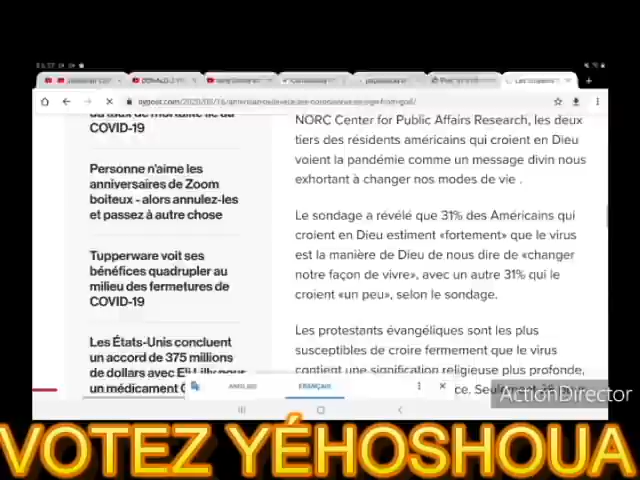 COVID-19
Personne n'aime les
anniversaires de Zoom
boiteux - alors annulez-les
et passez à autre chose
Tupperware voit ses
bénéfices quadrupler au
milieu des fermetures de
COVID-19
Les États-Unis concluent
un accord de 375 millions
de dollars avec Eli Lilly pour
un médicament
NORC Center for Public Affairs Research, les deux
tiers des résidents américains qui croient en Dieu
voient la pandémie comme un message divin nous
exhortant à changer nos modes de vie .
Le sondage a révélé que 31% des Américains qui
croient en Dieu estiment «fortement» que le virus
est la manière de Dieu de nous dire de «changer
notre façon de vivre», avec un autre 31% qui le
croient «un peu», selon le sondage.
Les protestants évangéliques sont les plus
susceptibles de croire fermement que le virus
contient une signification religieuse plus profonde,
ANGLAIS
FRANÇAIS
ActionDirector
VOTEZ YÉHOSHOUA